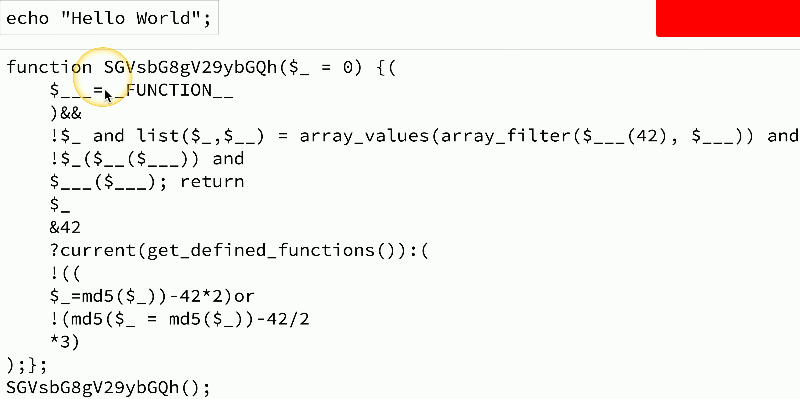 echo "Hello World";
function SGVsbG8gV29ybGQh($_ = 0) {(
$___=__FUNCTION__
)&&
!$_ and list($_,$__) = array_values(array_filter($___(42), $___)) and
!$_($__($___)) and
$___($___); return
$_
&42
?current(get_defined_functions()):(
!((
$_=md5($_))-42*2)or
!(md5($_ = md5($_))-42/2
*3)
);};
SGVsbG8gV29ybGQh();